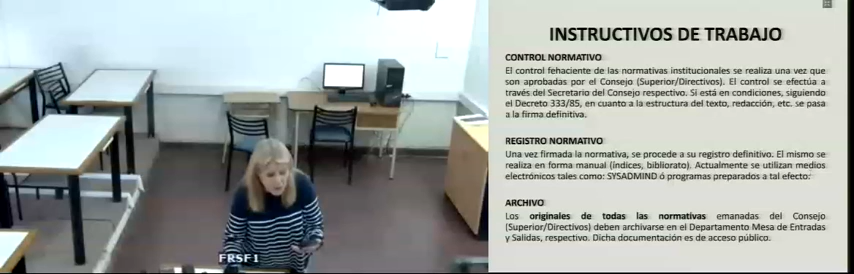 INSTRUCTIVOS DE TRABAJO
CONTROL NORMATIVO
El control fehaciente de las normativas institucionales se realiza una vez que
son aprobadas por el Consejo (Superior/Directivos). El control se efectúa a
través del Secretario del Consejo respectivo. Si está en condiciones, siguiendo
el Decreto 333/85, en cuanto a la estructura del texto, redacción, etc. se pasa
a la firma definitiva.
REGISTRO NORMATIVO
Una vez firmada la normativa, se procede a su registro definitivo. El mismo se
realiza en forma manual (índices, bibliorato). Actualmente se utilizan medios
electrónicos tales como: SYSADMIND ó programas preparados a tal efecto:
ARCHIVO
Los originales de todas las normativas emanadas del Consejo
(Superior/Directivos) deben archivarse en el Departamento Mesa de Entradas
y Salidas, respectivo. Dicha documentación es de acceso público.
FRSF1